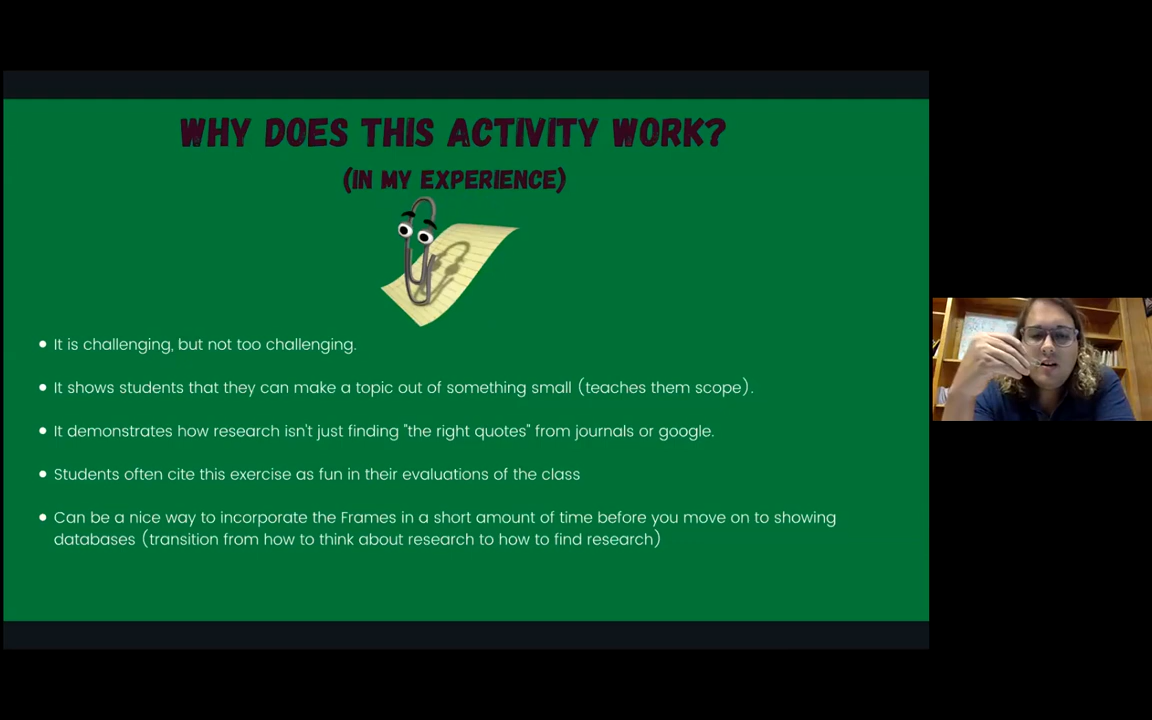 WHY DOES THIS ACTIVITY WORK?
(IN MY EXPERIENCE)
It is challenging, but not too challenging.
It shows students that they can make a topic out of something small (teaches them scope).
It demonstrates how research isn't just finding "the right quotes" from journals or google.
Students often cite this exercise as fun in their evaluations of the class
Can be a nice way to incorporate the Frames in a short amount of time before you move on to showing
databases (transition from how to think about research to how to find research)